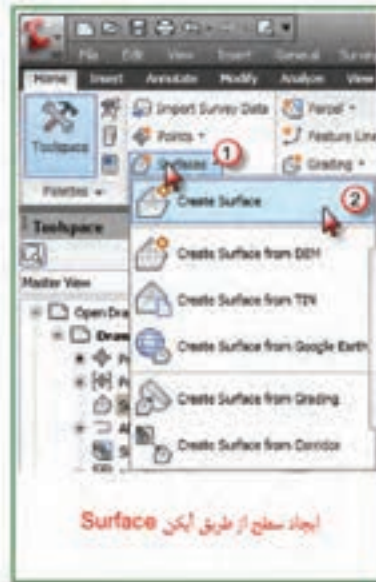 File Edit View Insert General Survey
Home Insert Annotate Modify Analyze View
Toolspace
Import Survey Data
Parcel
Points
Feature Line
Surfaces
1
Grading
Palettes
Create Surface
2
Toolspace
Create Surface from DEM
Master View
Create Surface from TIN
Open Dra
Draw
Create Surface from Google Earth
Create Surface from Grading
Create Surface from Corridor
ایجاد سطح از طریق آیکن Surface